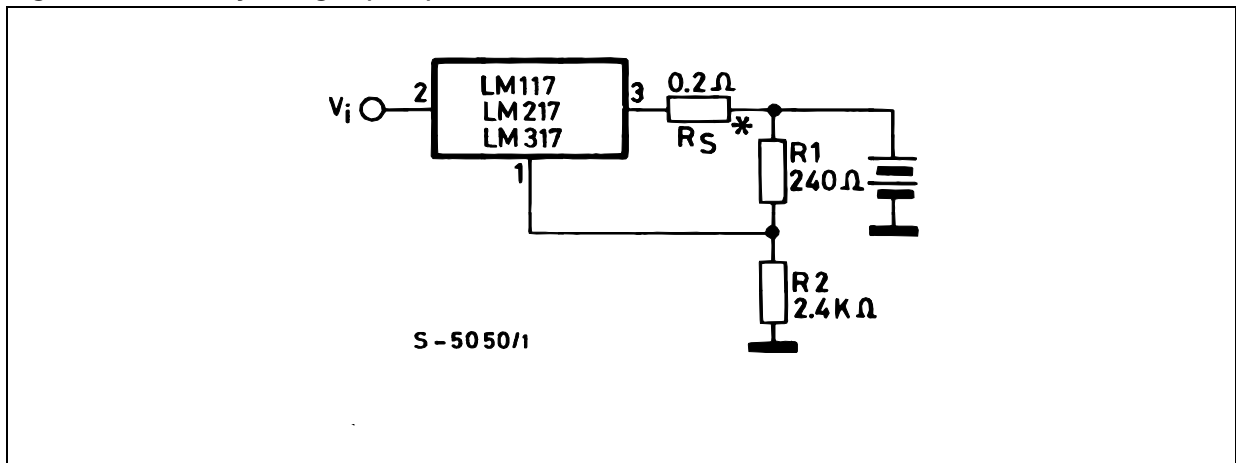 LM117
LM217
LM317
Vi
2
3
1
0.2Ω
RS
*
R1
240Ω
R2
2.4KΩ
S-5050/1